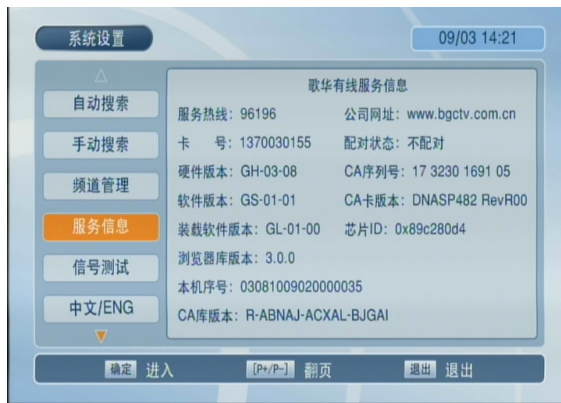 系统设置
09/03 14:21
自动搜索
手动搜索
频道管理
服务信息
信号测试
中文/ENG
歌华有线服务信息
服务热线：96196 公司网址：www.bgctv.com.cn
卡 号：1370030155 配对状态：不配对
硬件版本：GH-03-08 CA序列号：17 3230 1691 05
软件版本：GS-01-01 CA卡版本：DNASP482 RevR00
装载软件版本：GL-01-00 芯片ID：0x89c280d4
浏览器库版本：3.0.0
本机序号：03081009020000035
CA库版本：R-ABNAJ-ACXAL-BJGAI
确定 进入 [P+/P-] 翻页 退出 退出